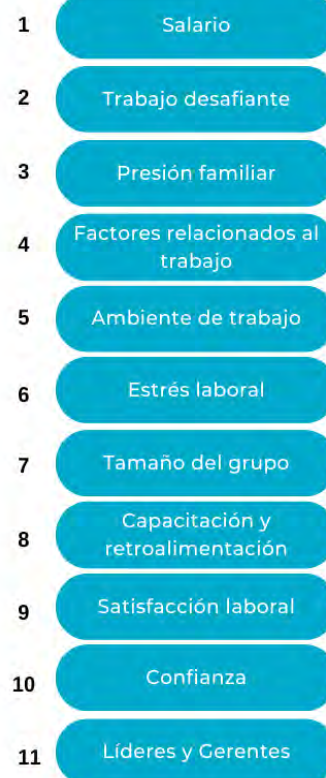 1 Salario
2 Trabajo desafiante
3 Presión familiar
4 Factores relacionados al
trabajo
5 Ambiente de trabajo
6 Estrés laboral
7 Tamaño del grupo
8 Capacitación y
retroalimentación
9 Satisfacción laboral
10 Confianza
11 Líderes y Gerentes